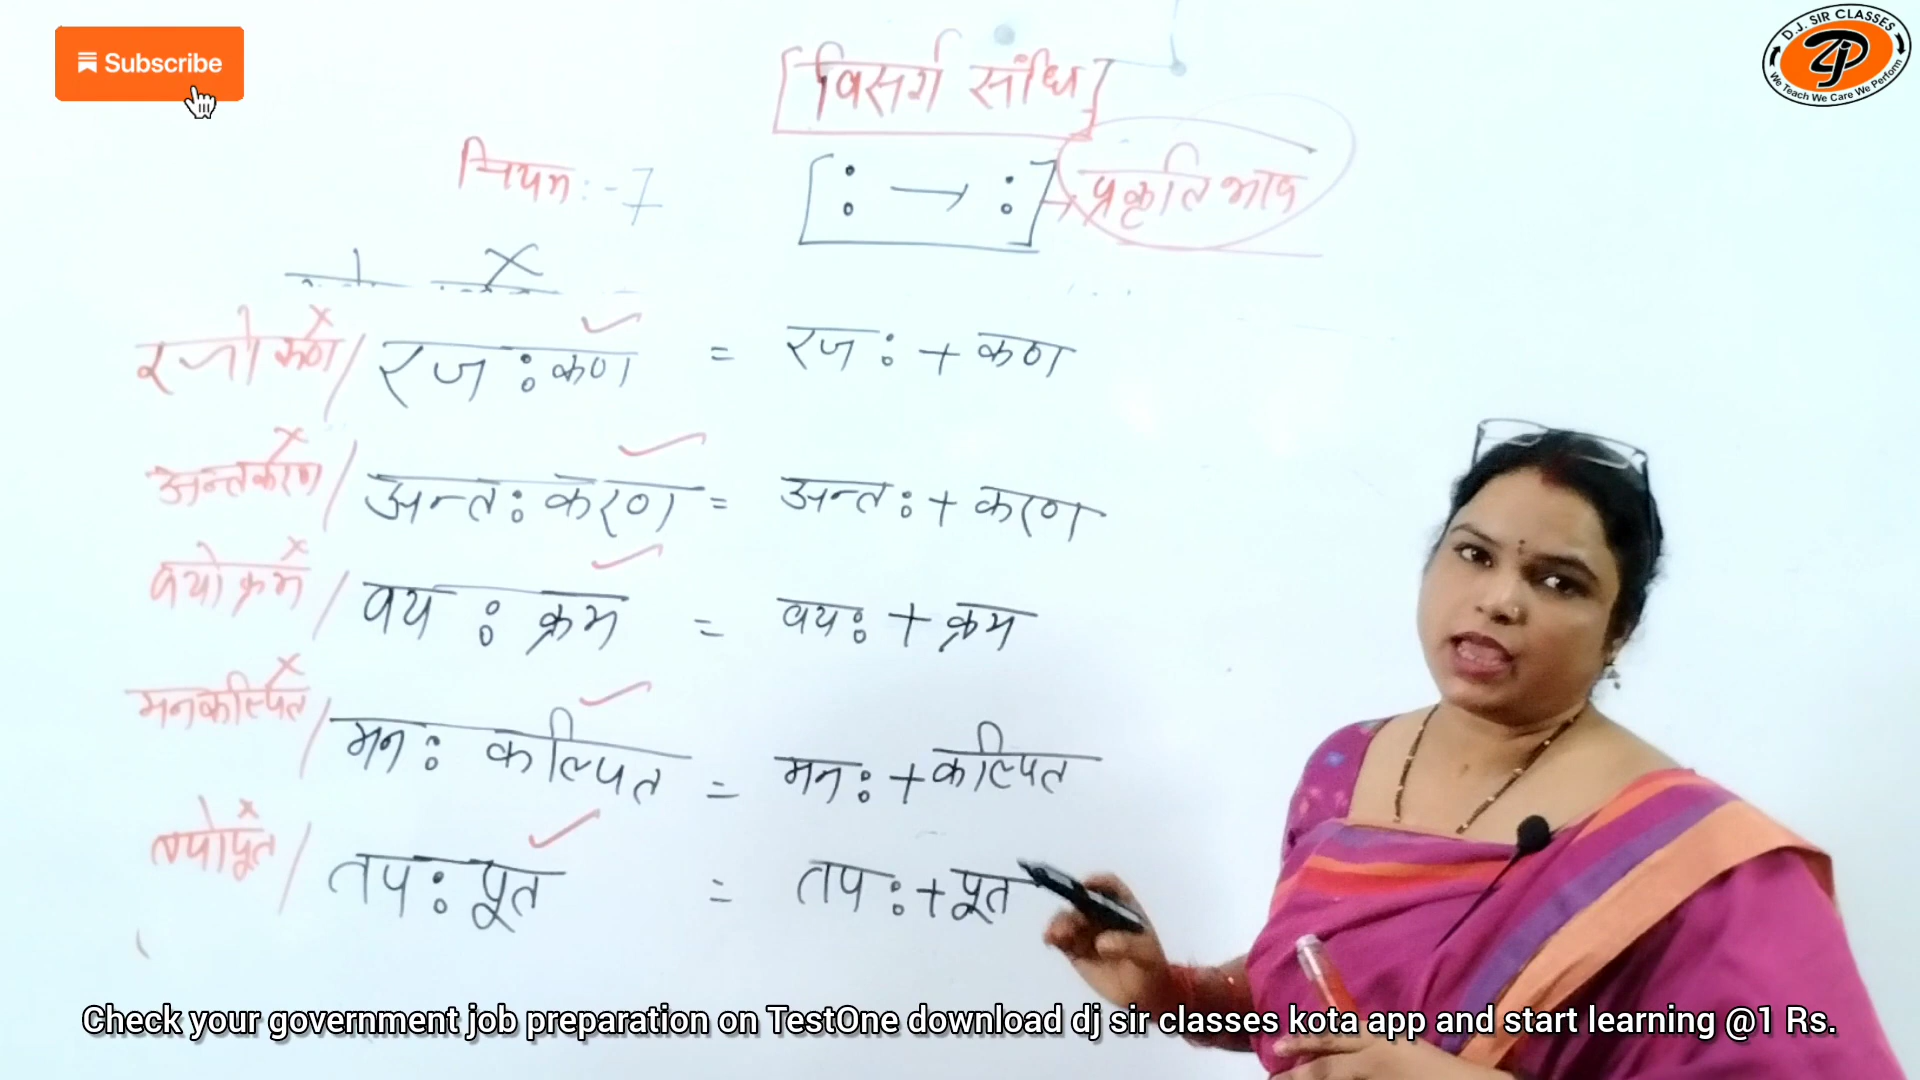 Subscribe
D.J. SIR CLASSES
We Teach We Care We Perform
[विसर्ग संधि]
नियम :- 7
[: → :] → प्रकृति भाव
रजोकण / रज : कण = रज : + कण
अन्तकरण / अन्त: करण = अन्त : + करण
वयोक्रम / वय : क्रम = वय: + क्रम
मनकल्पित / मन: कल्पित = मन: + कल्पित
तपोपूत / तप: पूत = तप: + पूत
Check your government job preparation on TestOne download dj sir classes kota app and start learning @1 Rs.